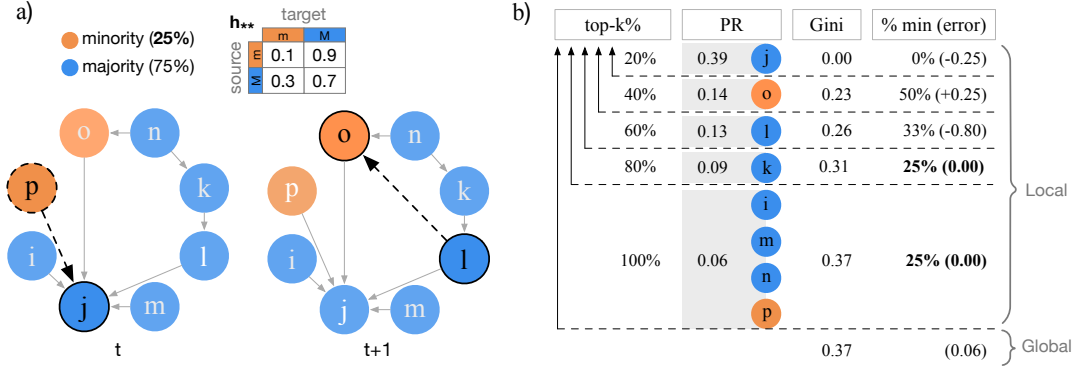 a)
minority (25%)
majority (75%)
h**
target
source
m M
m 0.1 0.9
M 0.3 0.7
o n
p k
i l
j m
t
o n
p k
i l
j m
t+1
b)
top-k% PR Gini % min (error)
20% 0.39 j 0.00 0% (-0.25)
40% 0.14 o 0.23 50% (+0.25)
60% 0.13 l 0.26 33% (-0.80)
80% 0.09 k 0.31 25% (0.00)
i
m
100% 0.06 0.37 25% (0.00)
n
p
Local
0.37 (0.06)
Global